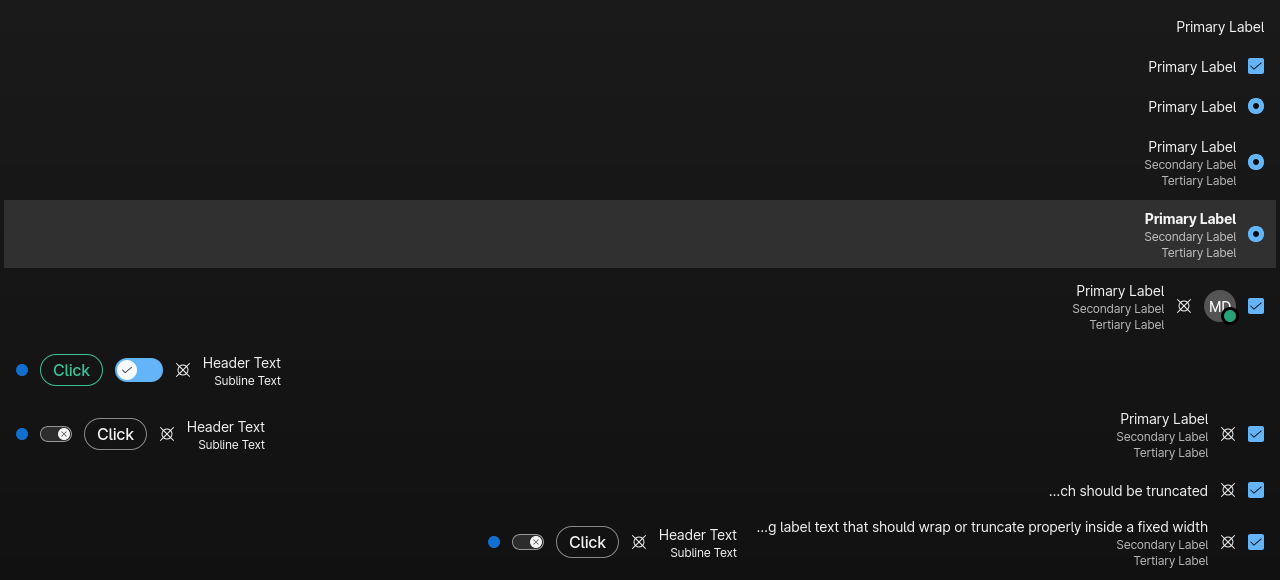 Primary Label
Primary Label
Primary Label
Primary Label
Secondary Label
Tertiary Label
Primary Label
Secondary Label
Tertiary Label
Primary Label
Secondary Label
Tertiary Label
MD
Click
Header Text
Subline Text
Click
Header Text
Subline Text
Primary Label
Secondary Label
Tertiary Label
...ch should be truncated
Click
Header Text
Subline Text
...g label text that should wrap or truncate properly inside a fixed width
Secondary Label
Tertiary Label